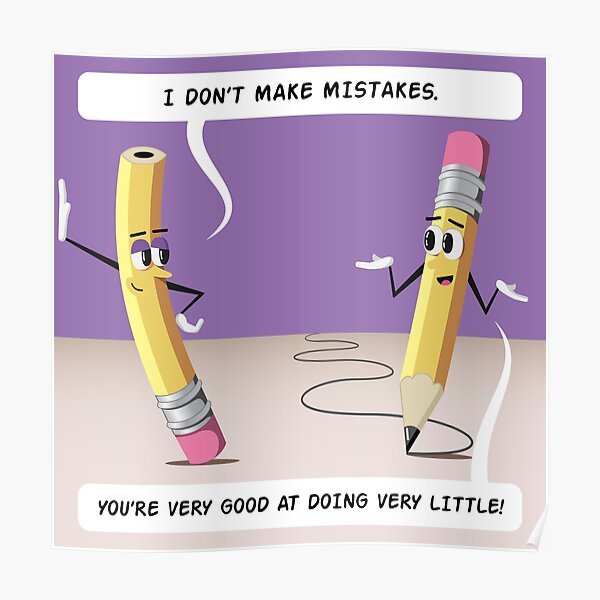 I DON'T MAKE MISTAKES.
YOU'RE VERY GOOD AT DOING VERY LITTLE!